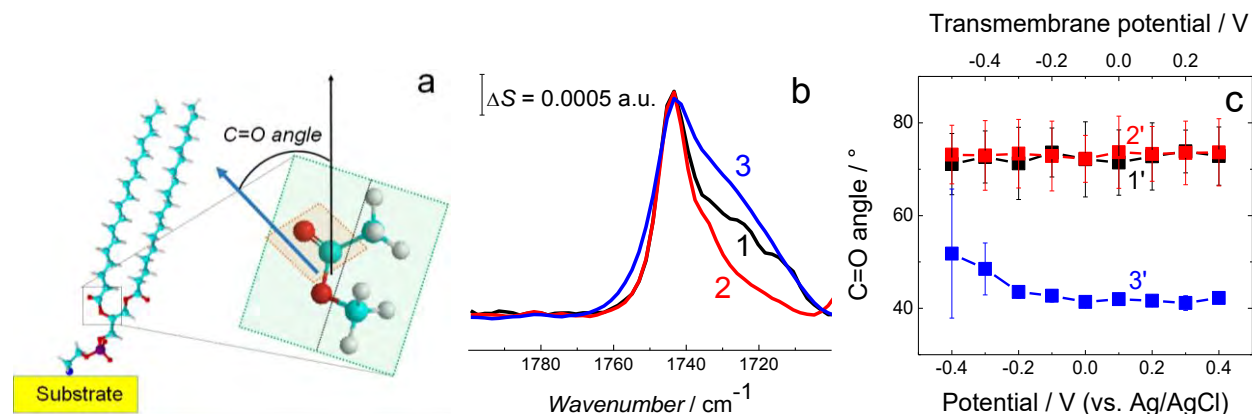 a
C=O angle
Substrate
b
ΔS = 0.0005 a.u.
3
1
2
1780 1760 1740 1720
Wavenumber / cm-1
Transmembrane potential / V
-0.4 -0.2 0.0 0.2
c
80
60
40
C=O angle / °
2'
1'
3'
-0.4 -0.2 0.0 0.2 0.4
Potential / V (vs. Ag/AgCl)